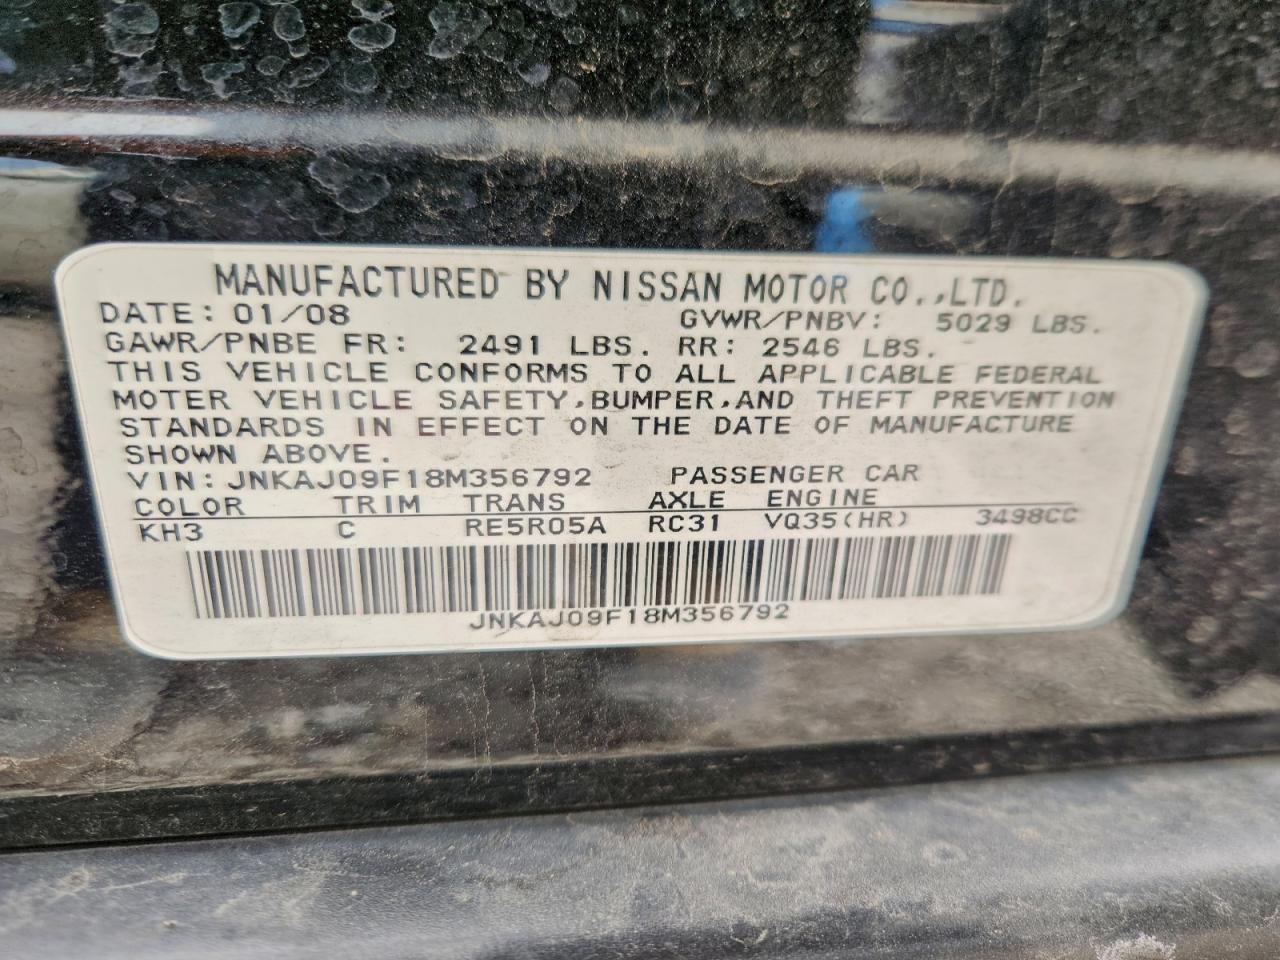 MANUFACTURED BY NISSAN MOTOR CO.,LTD.
DATE: 01/08 GVWR/PNBV: 5029 LBS.
GAWR/PNBE FR: 2491 LBS. RR: 2546 LBS.
THIS VEHICLE CONFORMS TO ALL APPLICABLE FEDERAL
MOTER VEHICLE SAFETY,BUMPER,AND THEFT PREVENTION
STANDARDS IN EFFECT ON THE DATE OF MANUFACTURE
SHOWN ABOVE.
VIN: JNKAJ09F18M356792 PASSENGER CAR
COLOR TRIM TRANS AXLE ENGINE
KH3 C RE5R05A RC31 VQ35(HR) 3498CC
JNKAJ09F18M356792